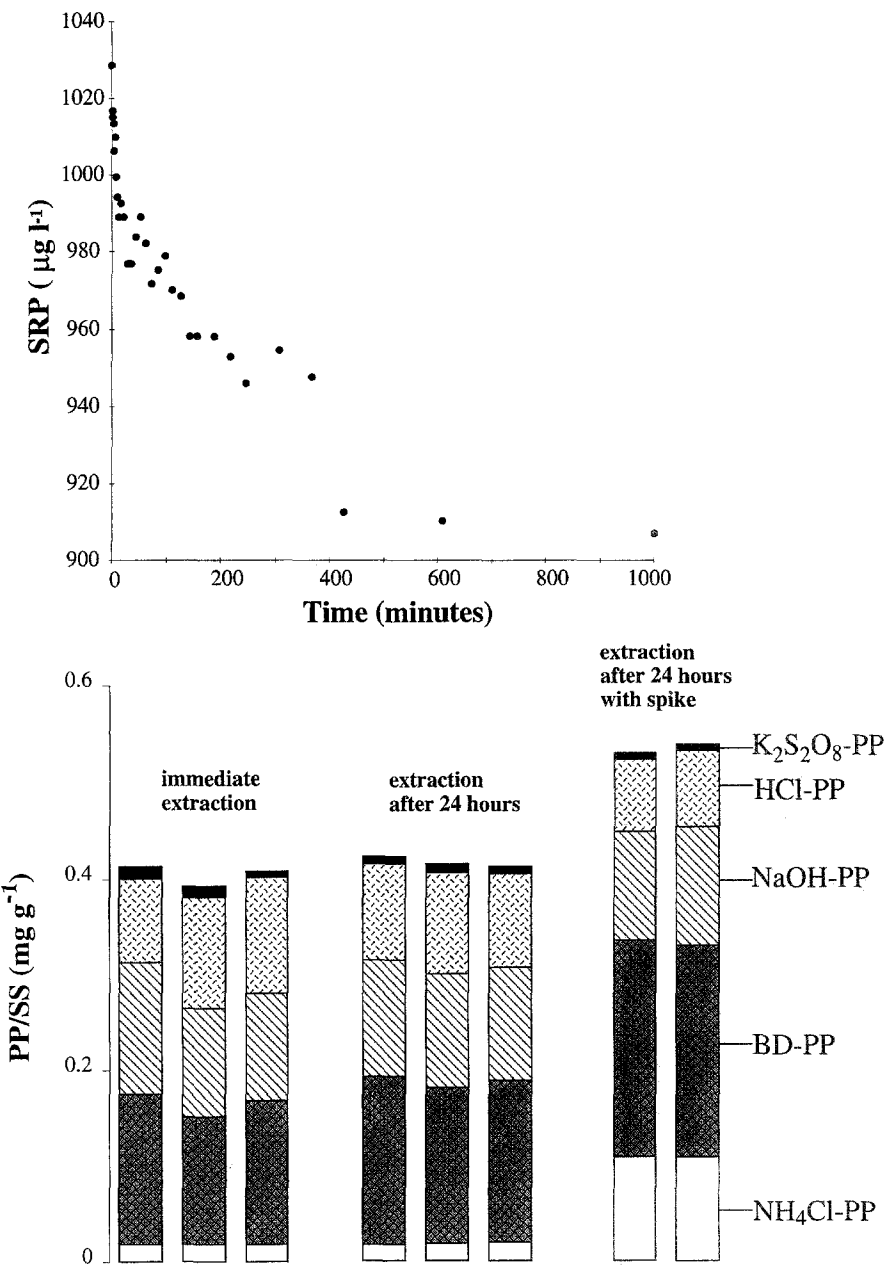 1040
1020
1000
980
960
940
920
900
SRP ( µg l-1)
0
200
400
600
800
1000
Time (minutes)
0.6
0.4
0.2
0
PP/SS (mg g⁻¹)
immediate
extraction
extraction
after 24 hours
extraction
after 24 hours
with spike
K₂S₂O₈-PP
HCl-PP
NaOH-PP
BD-PP
NH₄Cl-PP